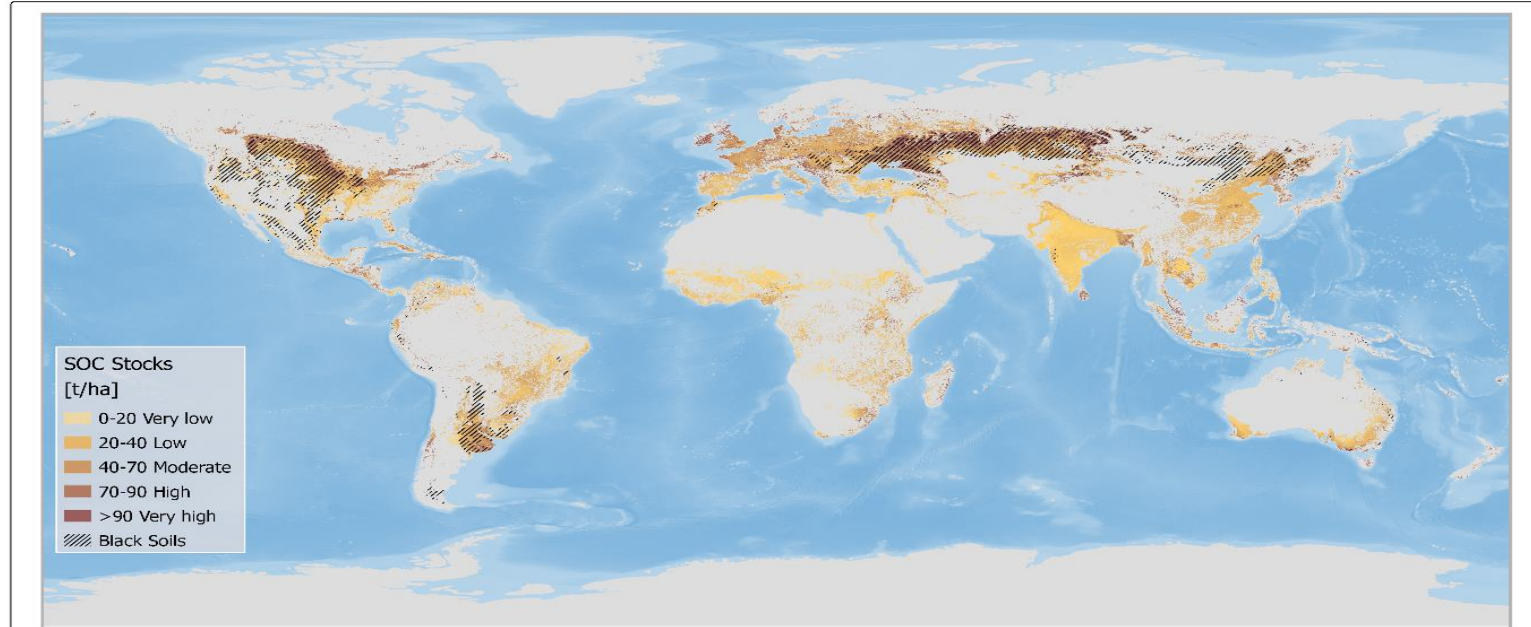 SOC Stocks
[t/ha]
0-20 Very low
20-40 Low
40-70 Moderate
70-90 High
>90 Very high
Black Soils